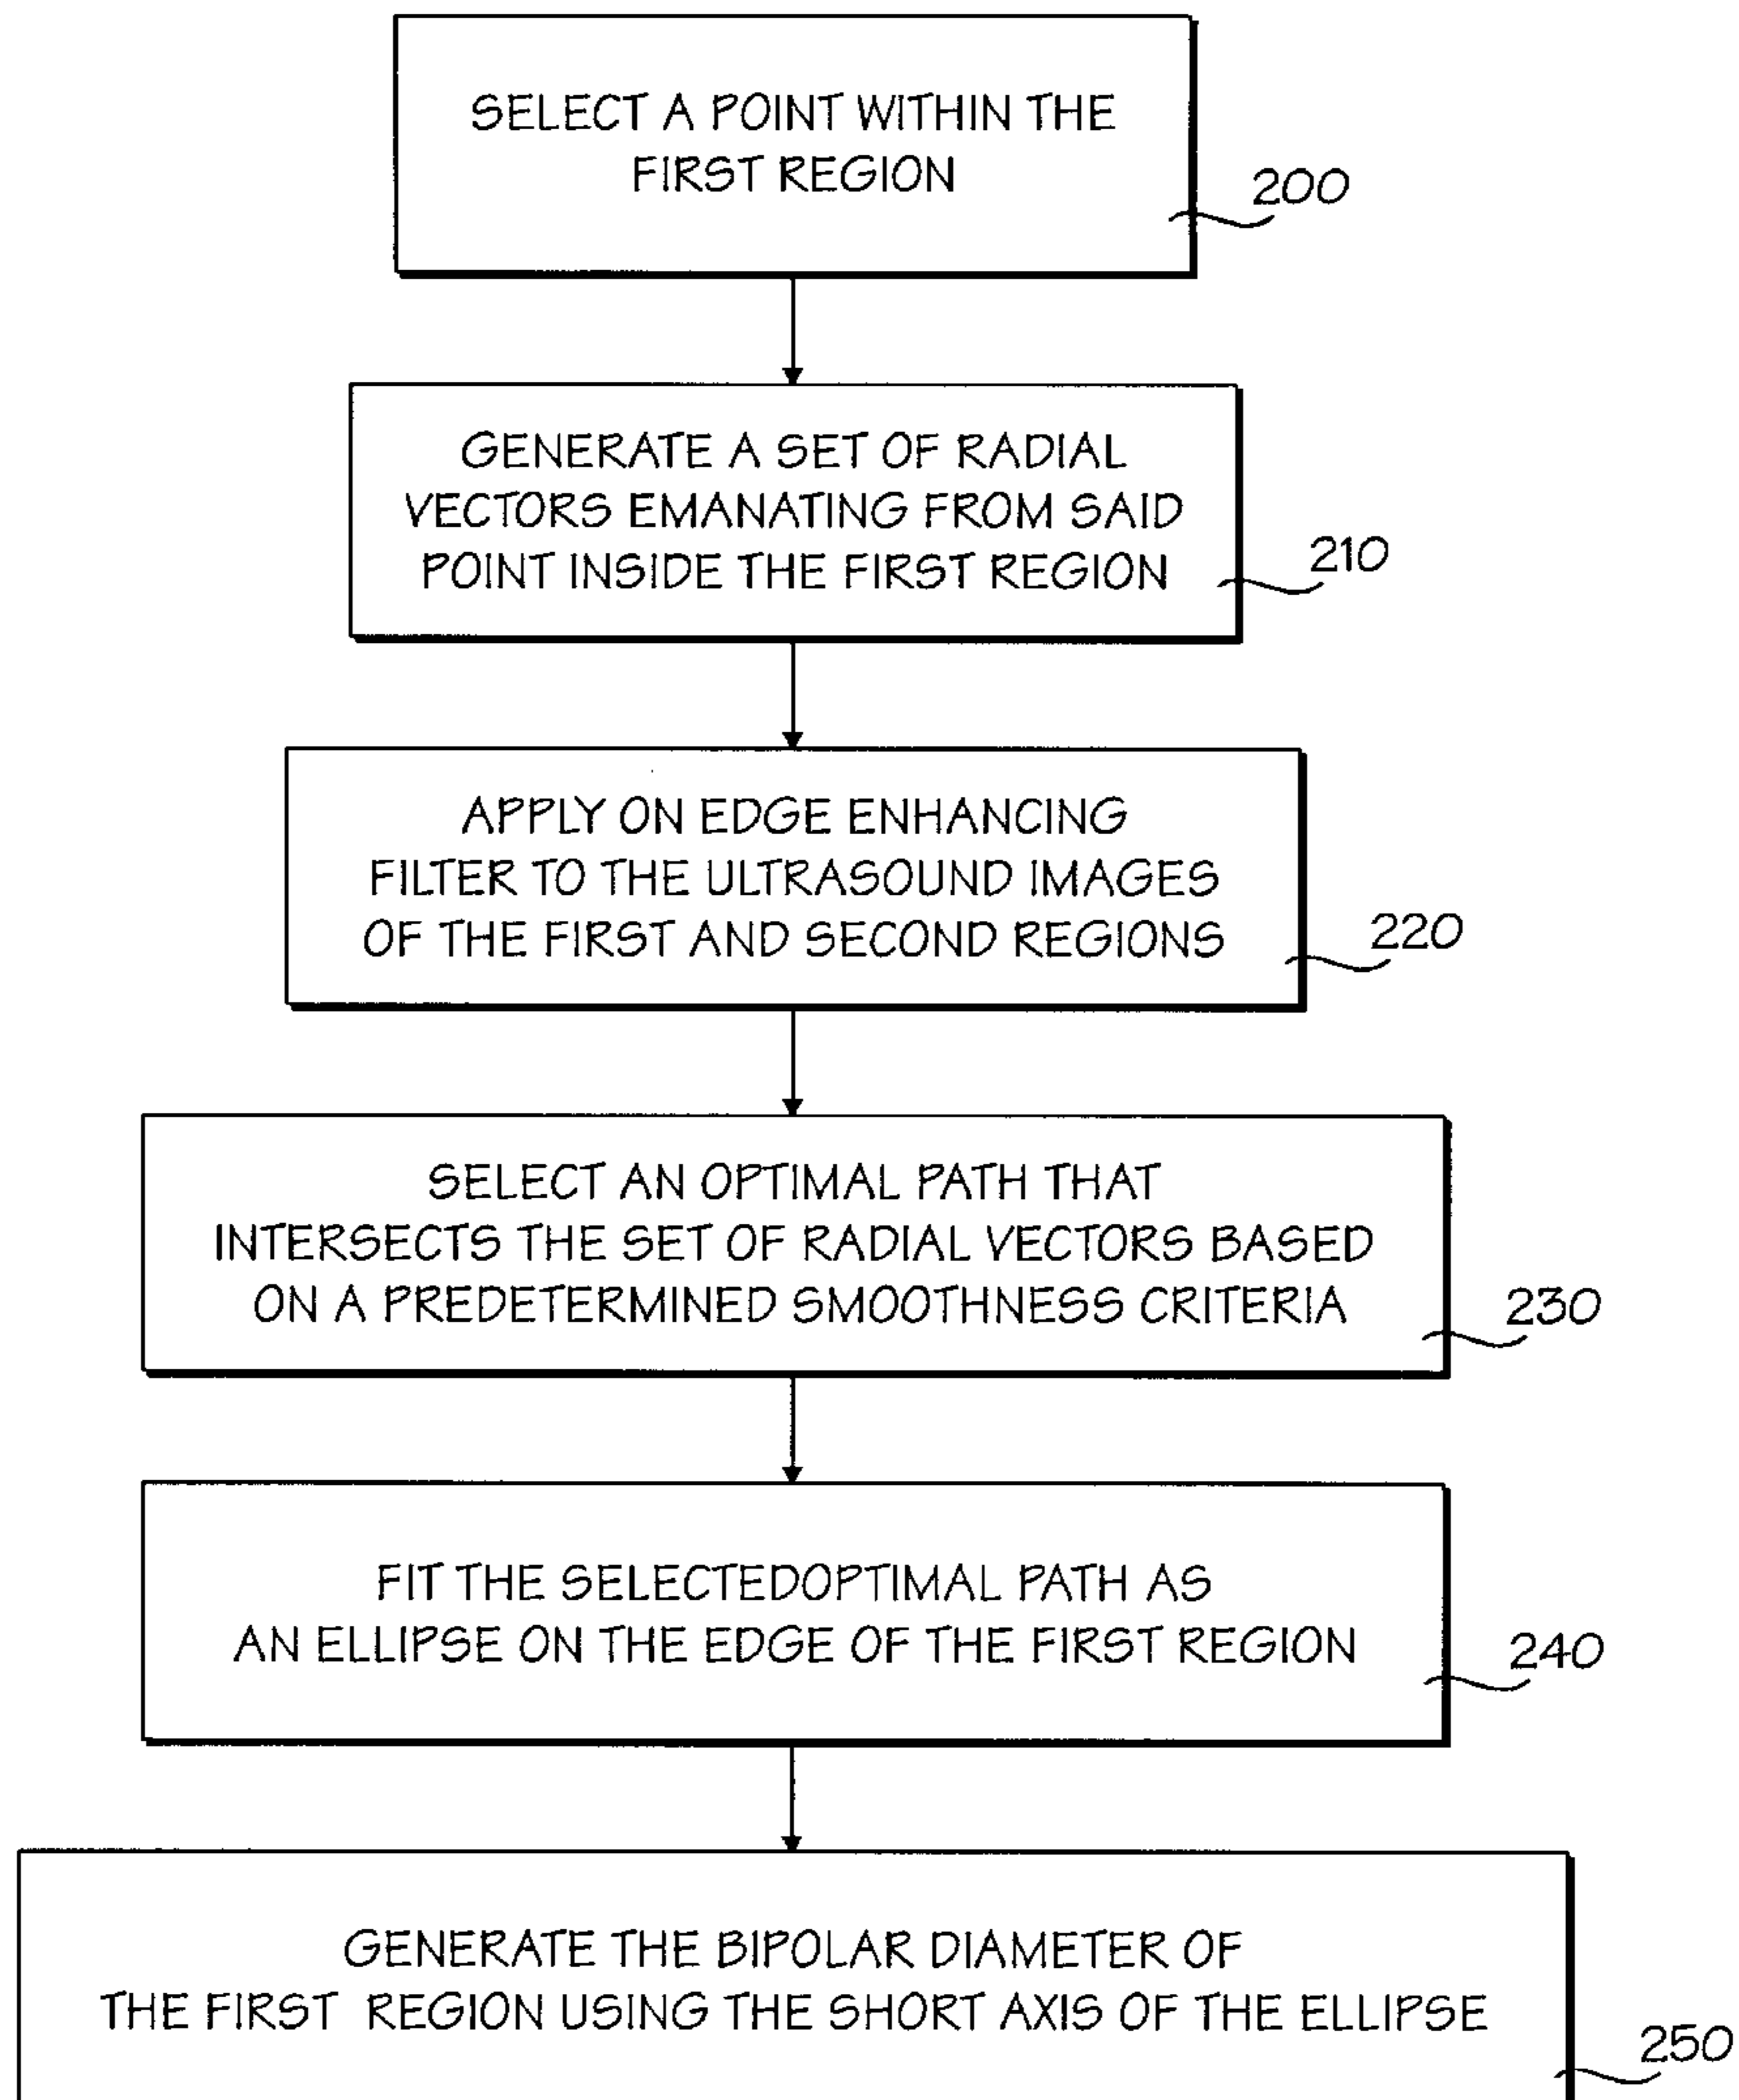 SELECT A POINT WITHIN THE
FIRST REGION
200
GENERATE A SET OF RADIAL
VECTORS EMANATING FROM SAID
POINT INSIDE THE FIRST REGION
210
APPLY ON EDGE ENHANCING
FILTER TO THE ULTRASOUND IMAGES
OF THE FIRST AND SECOND REGIONS
220
SELECT AN OPTIMAL PATH THAT
INTERSECTS THE SET OF RADIAL VECTORS BASED
ON A PREDETERMINED SMOOTHNESS CRITERIA
230
FIT THE SELECTEDOPTIMAL PATH AS
AN ELLIPSE ON THE EDGE OF THE FIRST REGION
240
GENERATE THE BIPOLAR DIAMETER OF
THE FIRST REGION USING THE SHORT AXIS OF THE ELLIPSE
250